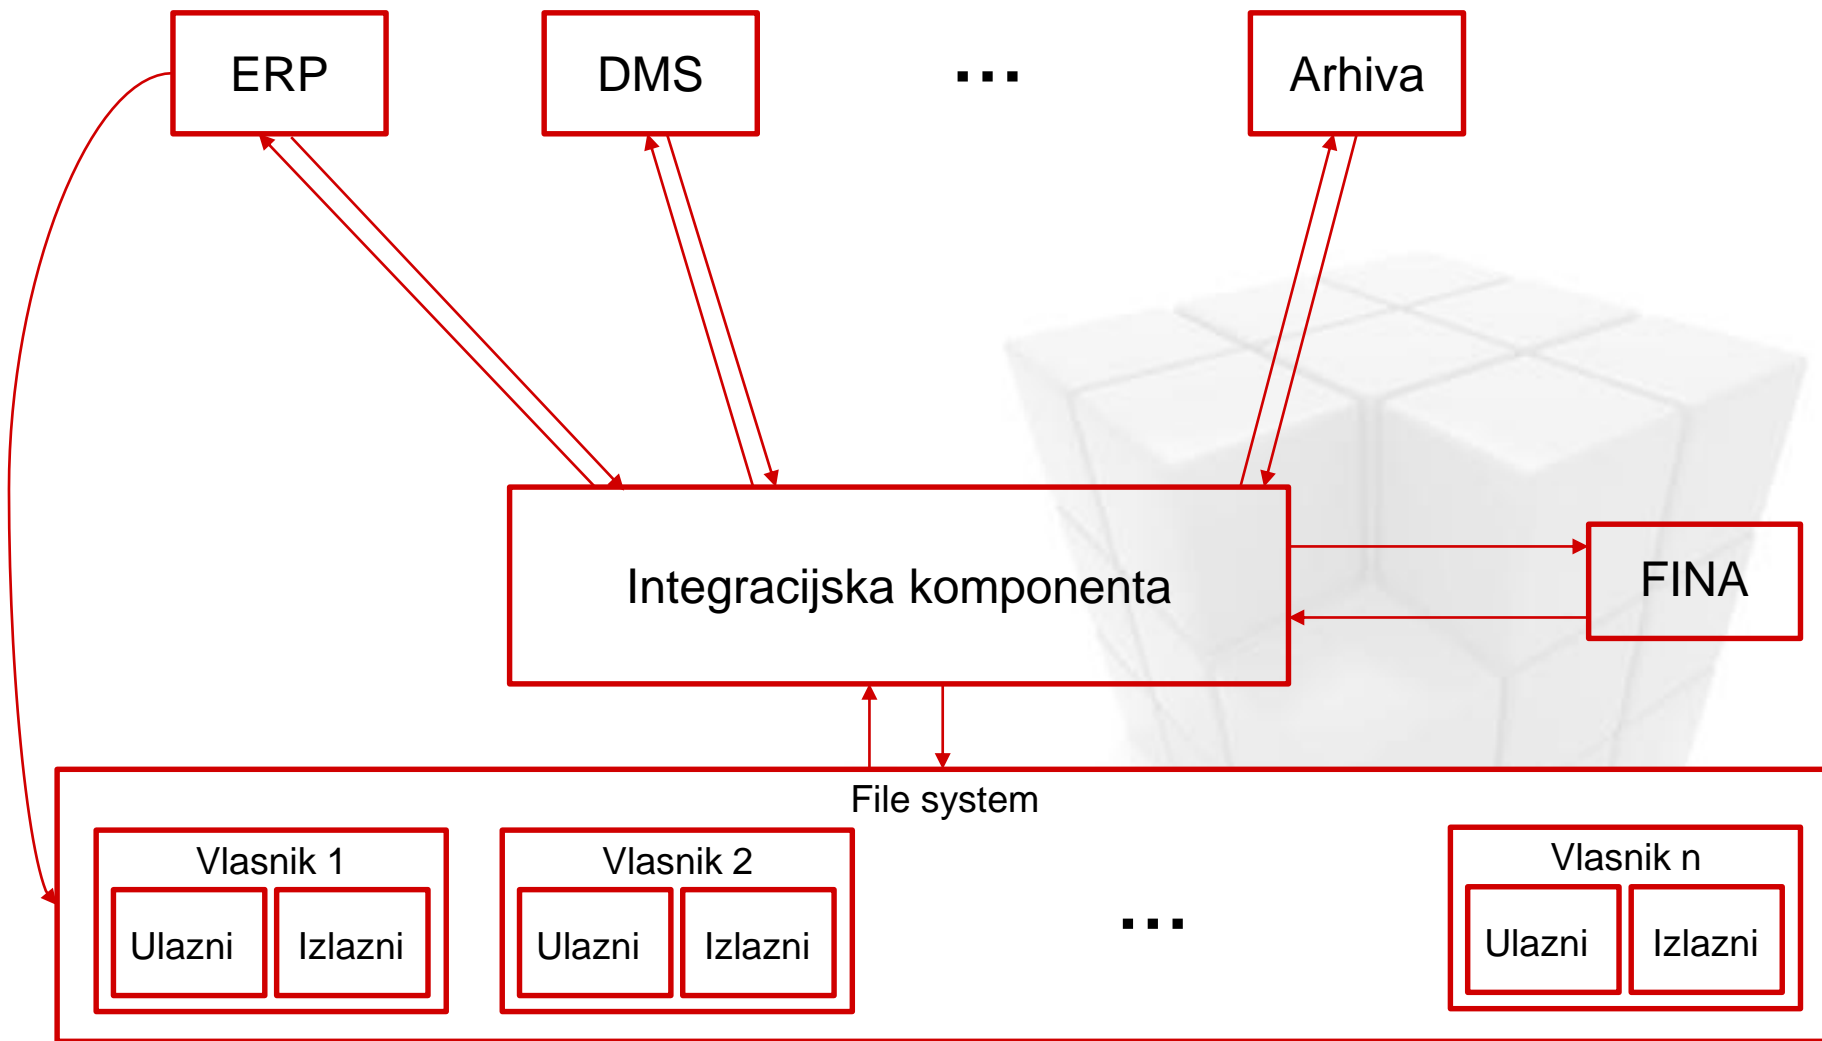 ERP
DMS
...
Arhiva
Integracijska komponenta
FINA
File system
Vlasnik 1
Ulazni
Izlazni
Vlasnik 2
Ulazni
Izlazni
...
Vlasnik n
Ulazni
Izlazni